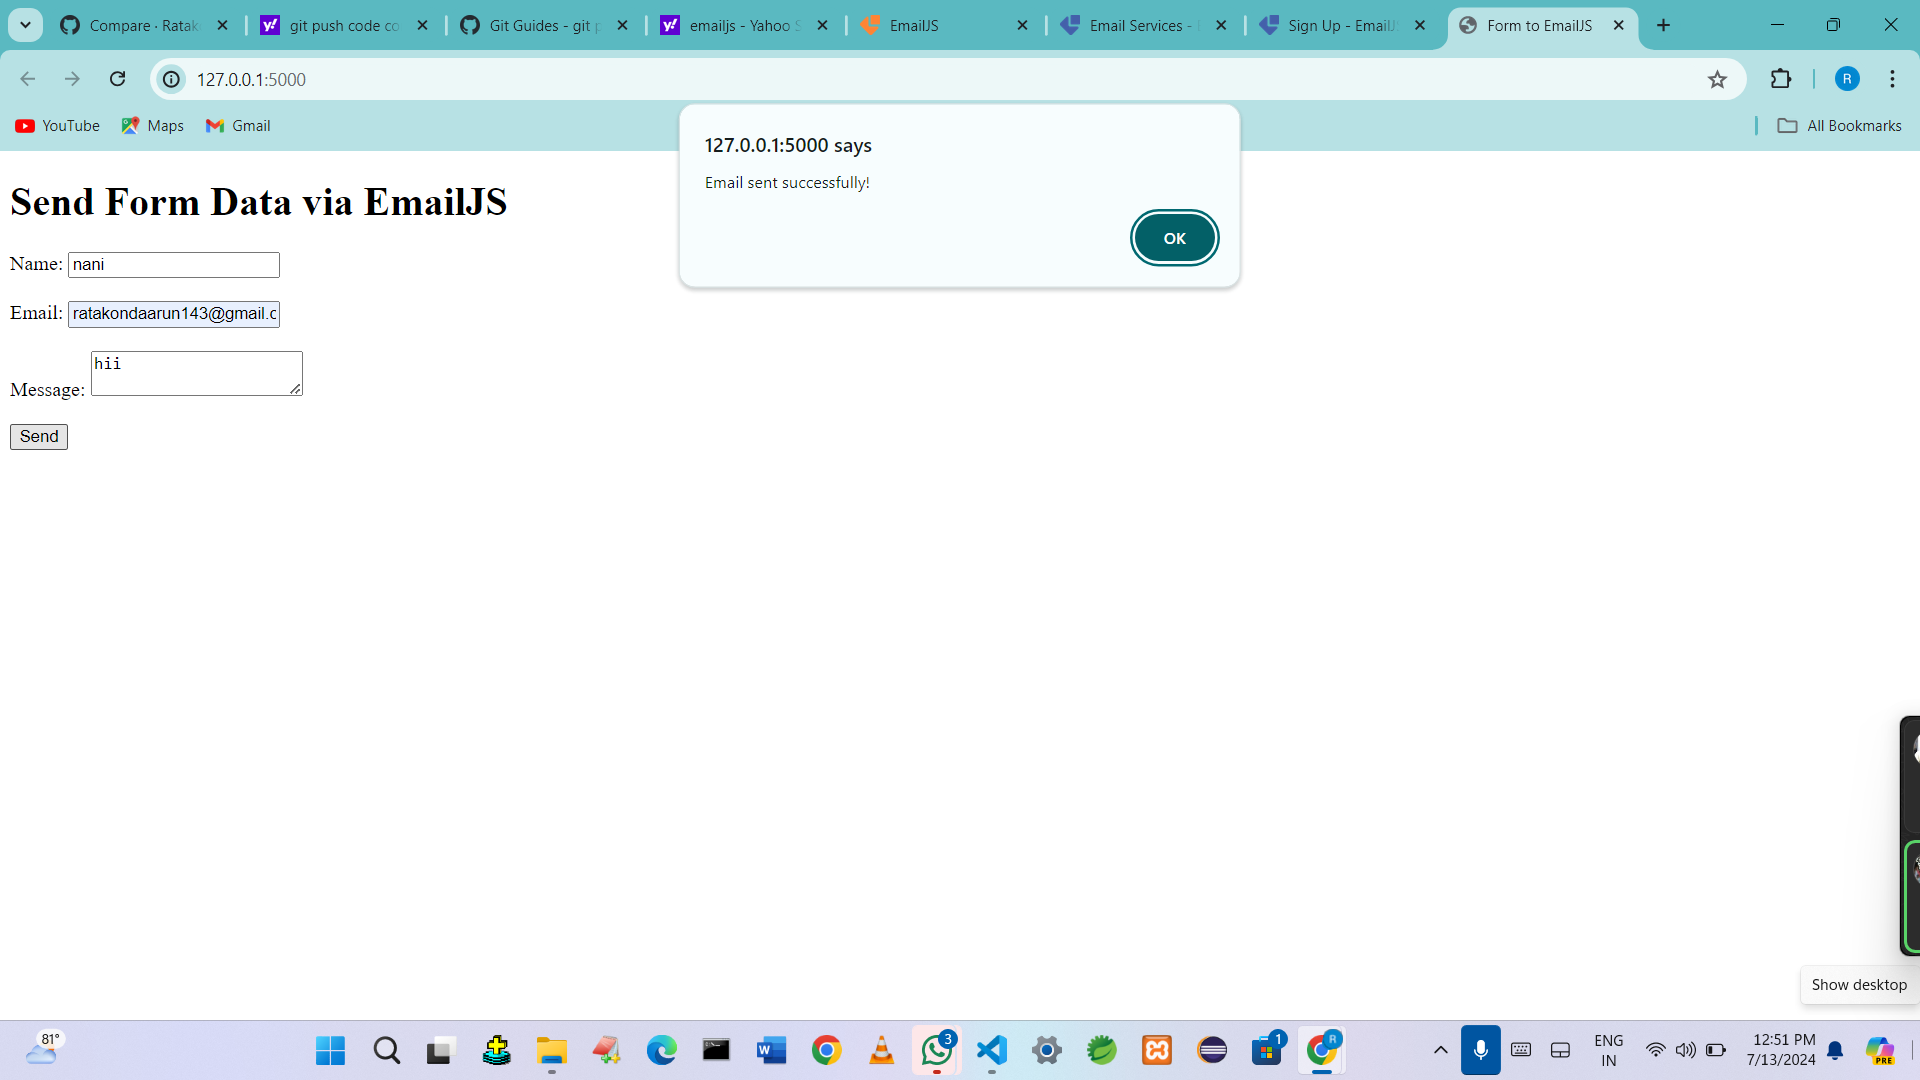 Compare · Ratak
git push code co
Git Guides - git p
emailjs - Yahoo S
EmailJS
Email Services -
Sign Up - EmailJS
Form to EmailJS
127.0.0.1:5000
R
YouTube
Maps
Gmail
All Bookmarks
127.0.0.1:5000 says
Email sent successfully!
OK
Send Form Data via EmailJS
Name: nani
Email: ratakondaarun143@gmail.c
Message: hii
Send
Show desktop
81°
3
1
R
ENG
IN
12:51 PM
7/13/2024
PRE